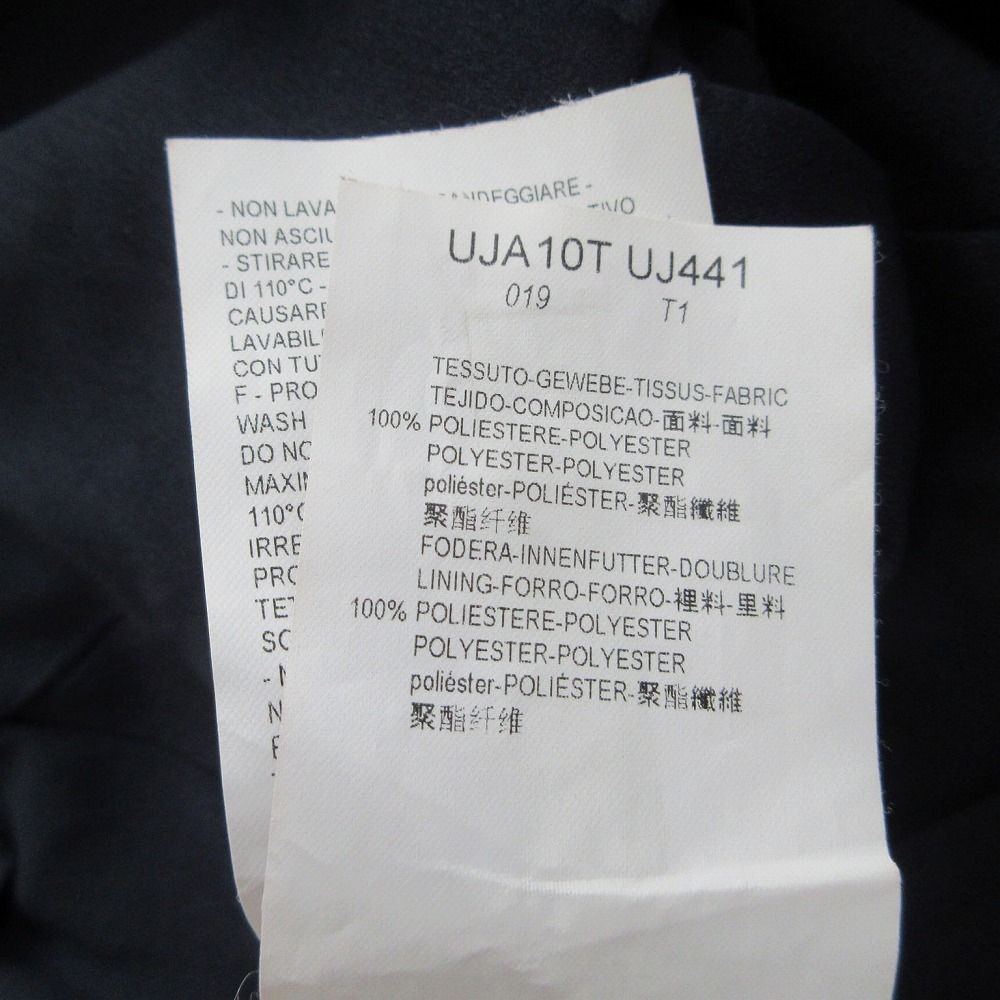 - NON LAVA
NON ASCIU
- STIRARE
DI 110°C -
CAUSARE
LAVABIL
CON TUT
F - PRO
WASH
DO NO
MAXIM
110°C
IRRE
PRO
TET
SO
- N
UJA10T UJ441
019 T1
TESSUTO-GEWEBE-TISSUS-FABRIC
TEJIDO-COMPOSICAO-面料-面料
100% POLIESTERE-POLYESTER
POLYESTER-POLYESTER
poliéster-POLIÉSTER-聚酯纖維
聚酯纤维
FODERA-INNENFUTTER-DOUBLURE
LINING-FORRO-FORRO-裡料-里料
100% POLIESTERE-POLYESTER
POLYESTER-POLYESTER
poliéster-POLIÉSTER-聚酯纖維
聚酯纤维